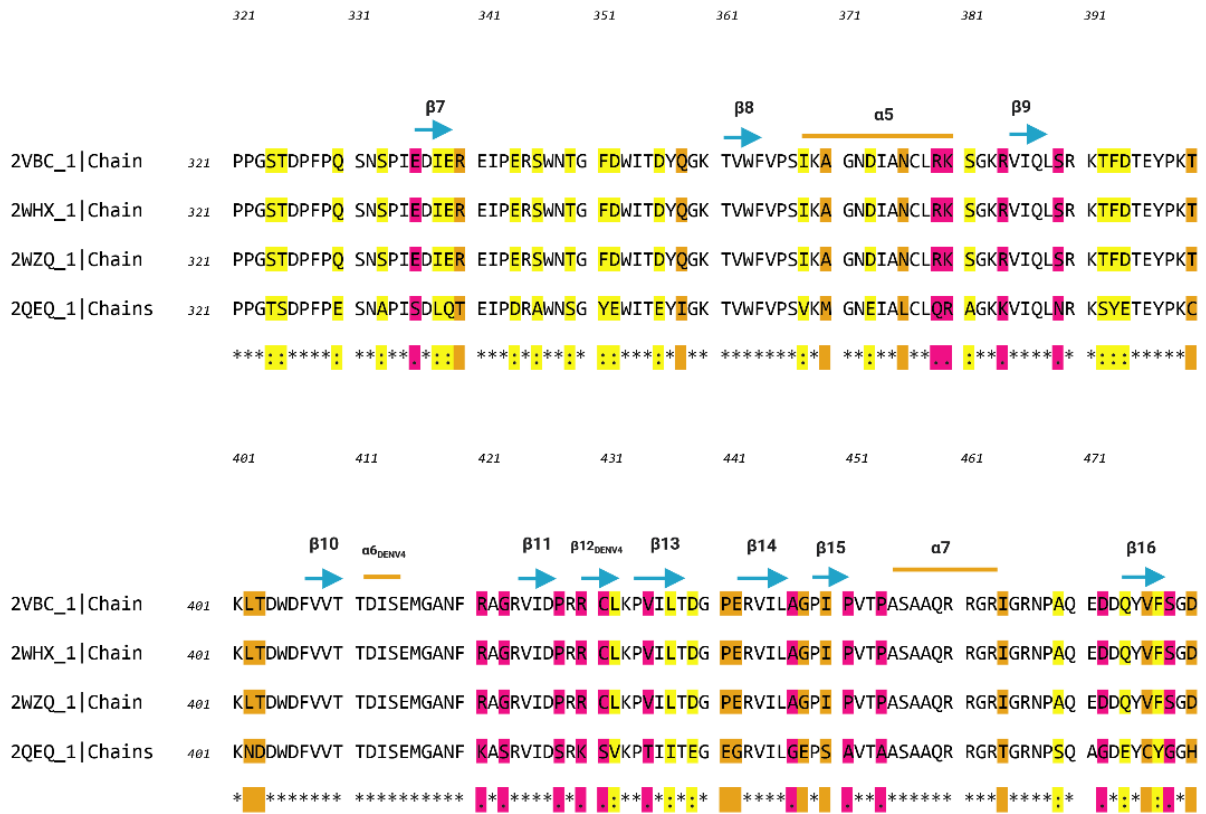 321 331 341 351 361 371 381 391
β7 β8 α5 β9
2VBC_1|Chain 321 PPGSTDPFPQ SNSPIEDIER EIPERSWNTG FDWITDYQGK TVWFVPSIKA GNDIANCLRK SGKRVIQLSR KTFDTEYPKT
2WHX_1|Chain 321 PPGSTDPFPQ SNSPIEDIER EIPERSWNTG FDWITDYQGK TVWFVPSIKA GNDIANCLRK SGKRVIQLSR KTFDTEYPKT
2WZQ_1|Chain 321 PPGSTDPFPQ SNSPIEDIER EIPERSWNTG FDWITDYQGK TVWFVPSIKA GNDIANCLRK SGKRVIQLSR KTFDTEYPKT
2QEQ_1|Chains 321 PPGTSDPFPE SNAPISDLQT EIPDRAWNSG YEWITEYIGK TVWFVPSVKM GNEIALCLQR AGKKVIQLNR KSYETEYPKC
***::****: **:**.*:: ***:*:**:* ::***:* ** *******:* **:** **.. :**.****.* *:::*****
401 411 421 431 441 451 461 471
β10 α6DENV4 β11 β12DENV4 β13 β14 β15 α7 β16
2VBC_1|Chain 401 KLTDWDFVVT TDISEMGANF RAGRVIDPRR CLKPVILTDG PERVILAGPI PVTPASAAQR RGRIGRNPAQ EDDQYVFSGD
2WHX_1|Chain 401 KLTDWDFVVT TDISEMGANF RAGRVIDPRR CLKPVILTDG PERVILAGPI PVTPASAAQR RGRIGRNPAQ EDDQYVFSGD
2WZQ_1|Chain 401 KLTDWDFVVT TDISEMGANF RAGRVIDPRR CLKPVILTDG PERVILAGPI PVTPASAAQR RGRIGRNPAQ EDDQYVFSGD
2QEQ_1|Chains 401 KNDDWDFVVT TDISEMGANF KASRVIDSRK SVKPTIITEG EGRVILGEPS AVTAASAAQR RGRTGRNPSQ AGDEYCYGGH
*  ******* ********** .*.****.*. .:**.*:*:*   ****. *  .**.****** *** ****:*  .*:* :.*